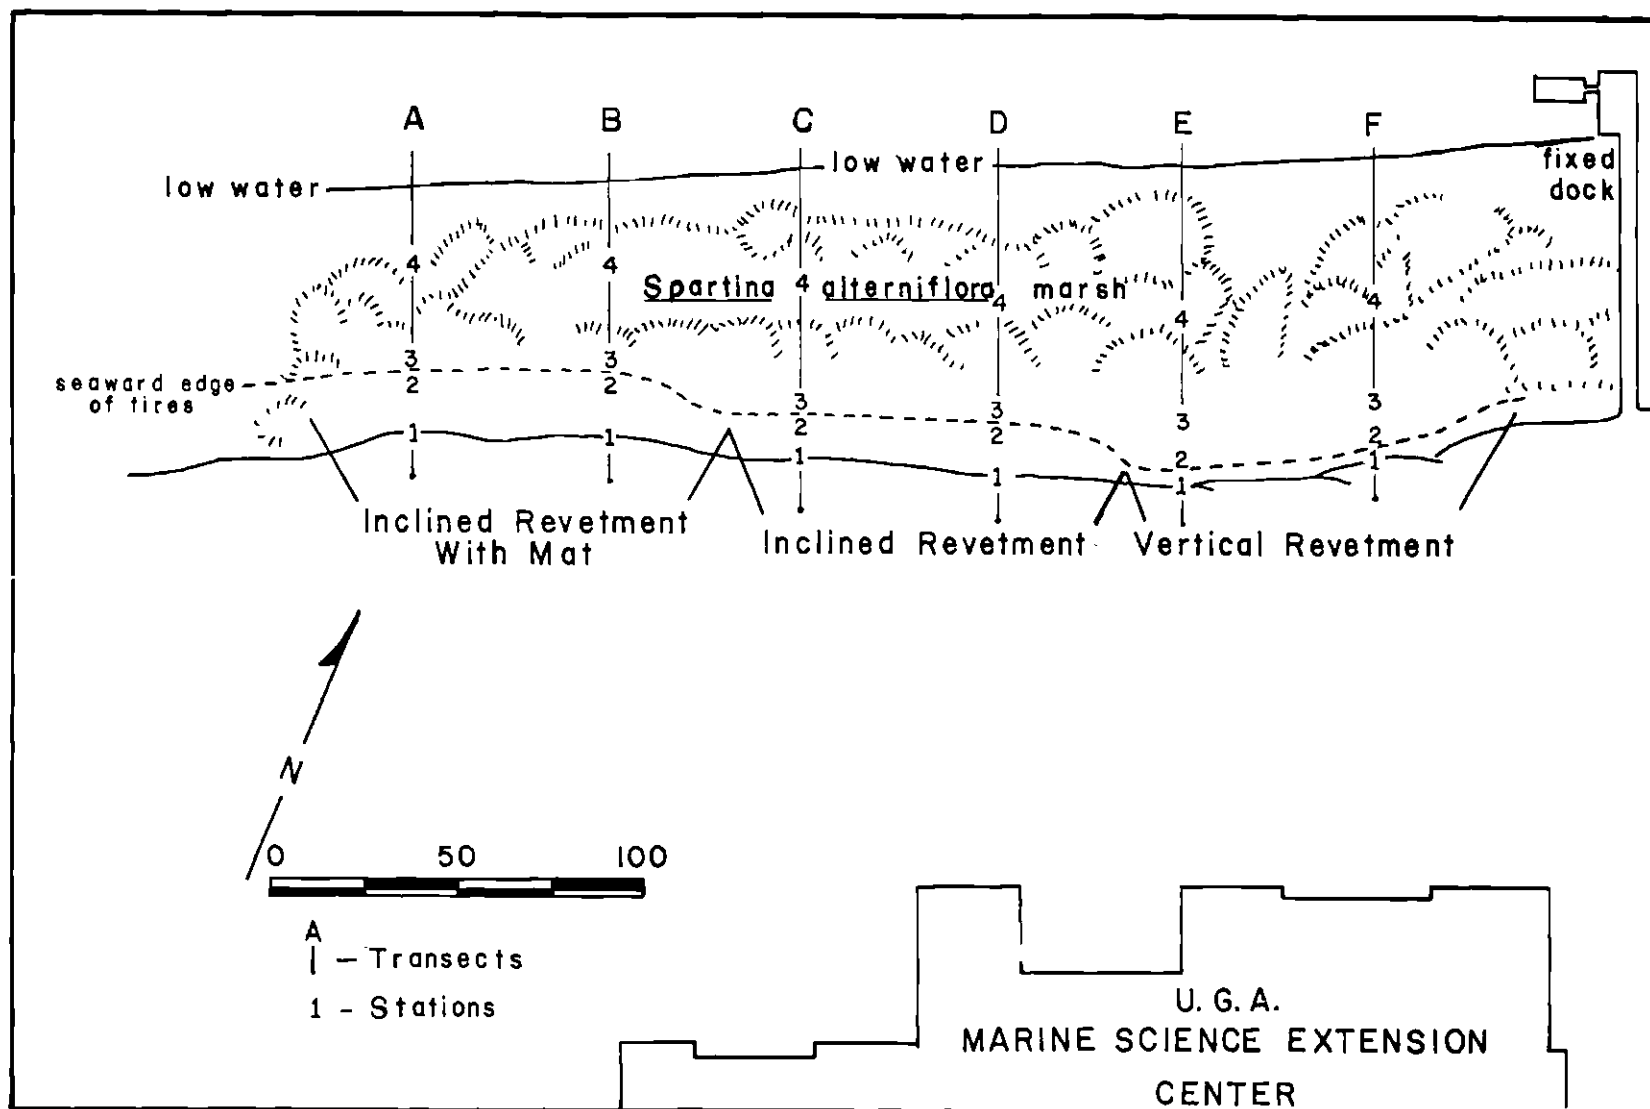 A B C D E F
low water
low water
fixed
dock
4 4 4 4 4 4
Spartina alterniflora marsh
3 3 3 3 3 3
seaward edge
of tires
2 2 2 2 2 2
1 1 1 1 1 1
Inclined Revetment
With Mat
Inclined Revetment
Vertical Revetment
N
0 50 100
A
| - Transects
1 - Stations
U. G. A.
MARINE SCIENCE EXTENSION
CENTER